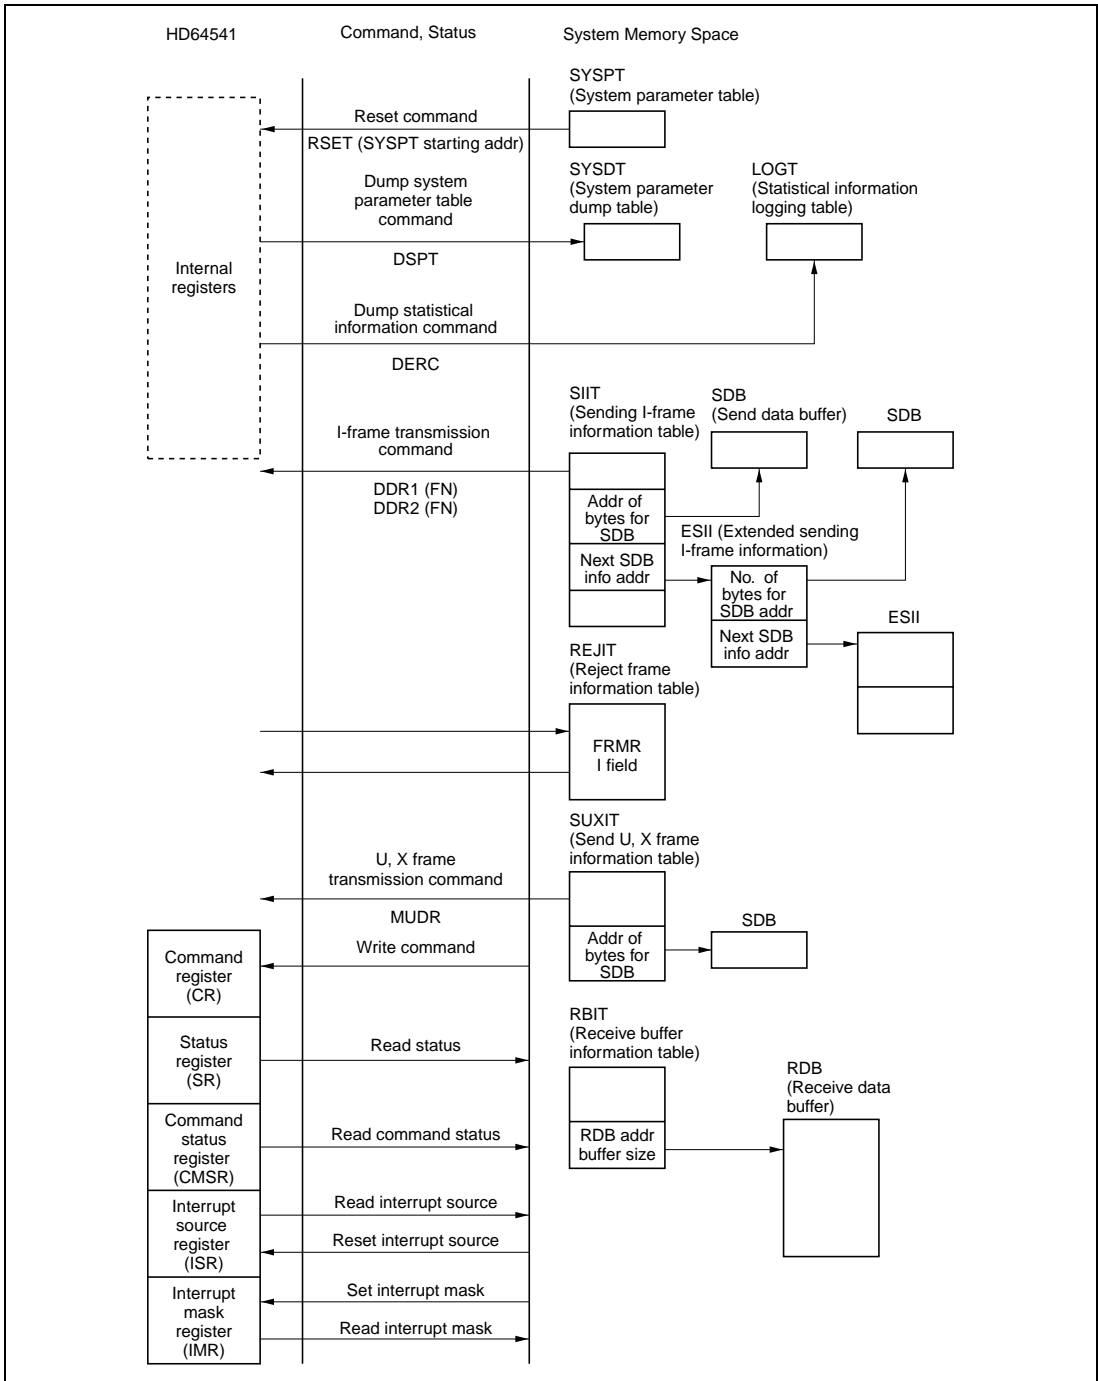 HD64541
Command, Status
System Memory Space
SYSPT
(System parameter table)
Reset command
RSET (SYSPT starting addr)
SYSDT
(System parameter
dump table)
LOGT
(Statistical information
logging table)
Dump system
parameter table
command
DSPT
Internal
registers
Dump statistical
information command
DERC
SIIT
(Sending I-frame
information table)
SDB
(Send data buffer)
SDB
I-frame transmission
command
DDR1 (FN)
DDR2 (FN)
Addr of
bytes for
SDB
Next SDB
info addr
ESII (Extended sending
I-frame information)
No. of
bytes for
SDB addr
Next SDB
info addr
ESII
REJIT
(Reject frame
information table)
FRMR
I field
SUXIT
(Send U, X frame
information table)
U, X frame
transmission command
MUDR
Addr of
bytes for
SDB
SDB
Command
register
(CR)
Write command
Status
register
(SR)
Read status
RBIT
(Receive buffer
information table)
RDB addr
buffer size
RDB
(Receive data
buffer)
Command
status
register
(CMSR)
Read command status
Interrupt
source
register
(ISR)
Read interrupt source
Reset interrupt source
Interrupt
mask
register
(IMR)
Set interrupt mask
Read interrupt mask